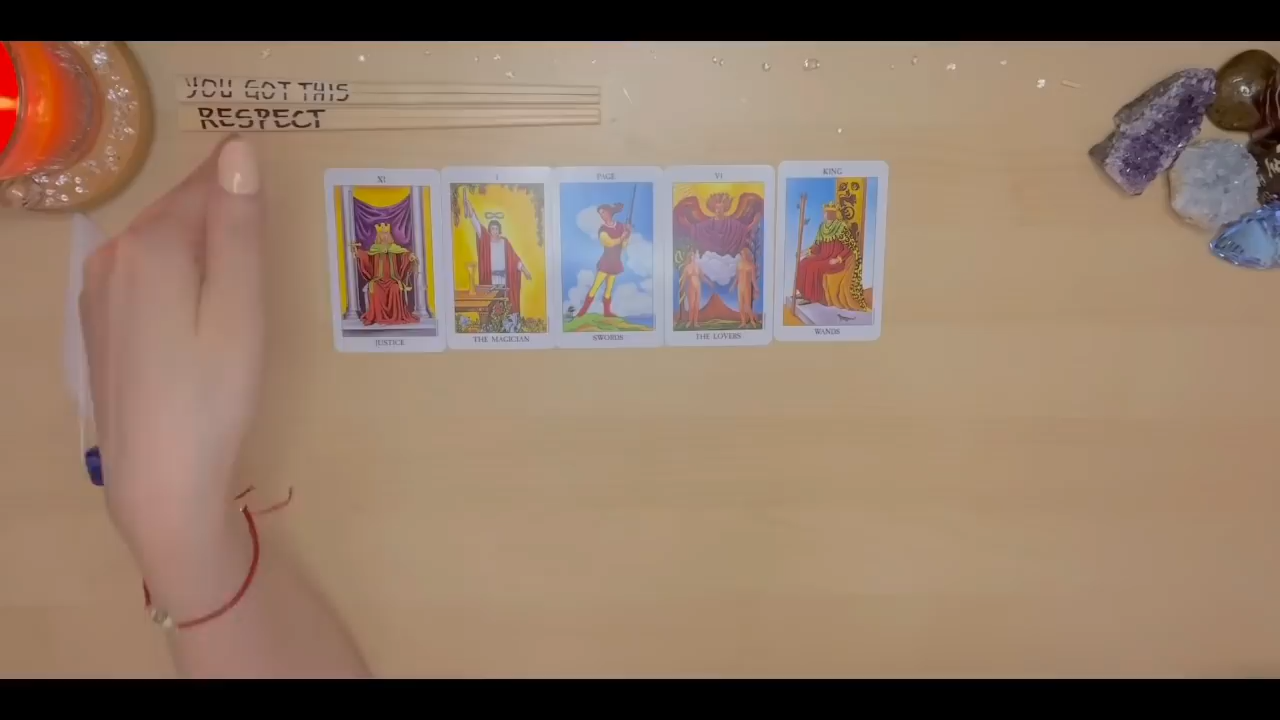 YOU GOT THIS
RESPECT
XI
I
PAGE
VI
KING
JUSTICE
THE MAGICIAN
SWORDS
THE LOVERS
WANDS